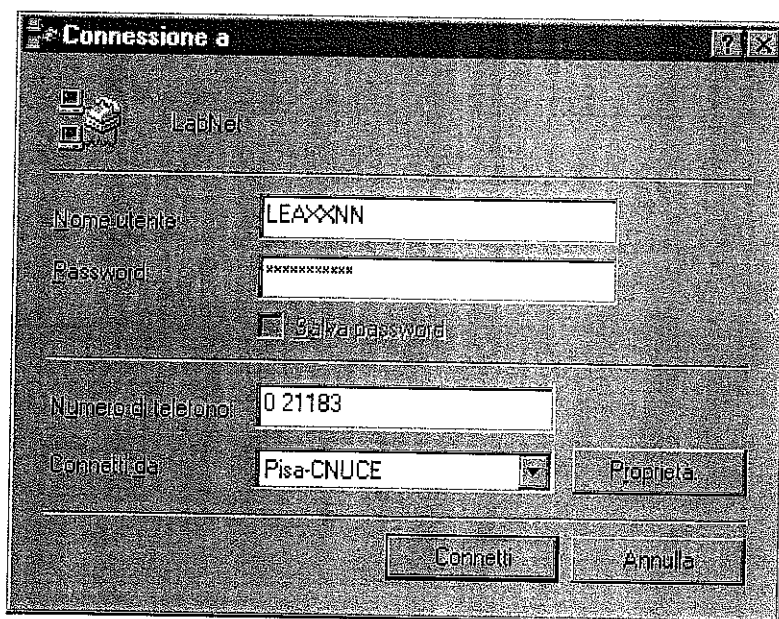 Connessione a
LabNet
Nome utente: LEAXXNN
Password: ***********
Salva password
Numero di telefono: 0 21183
Connetti da: Pisa-CNUCE Proprietà
Connetti Annulla